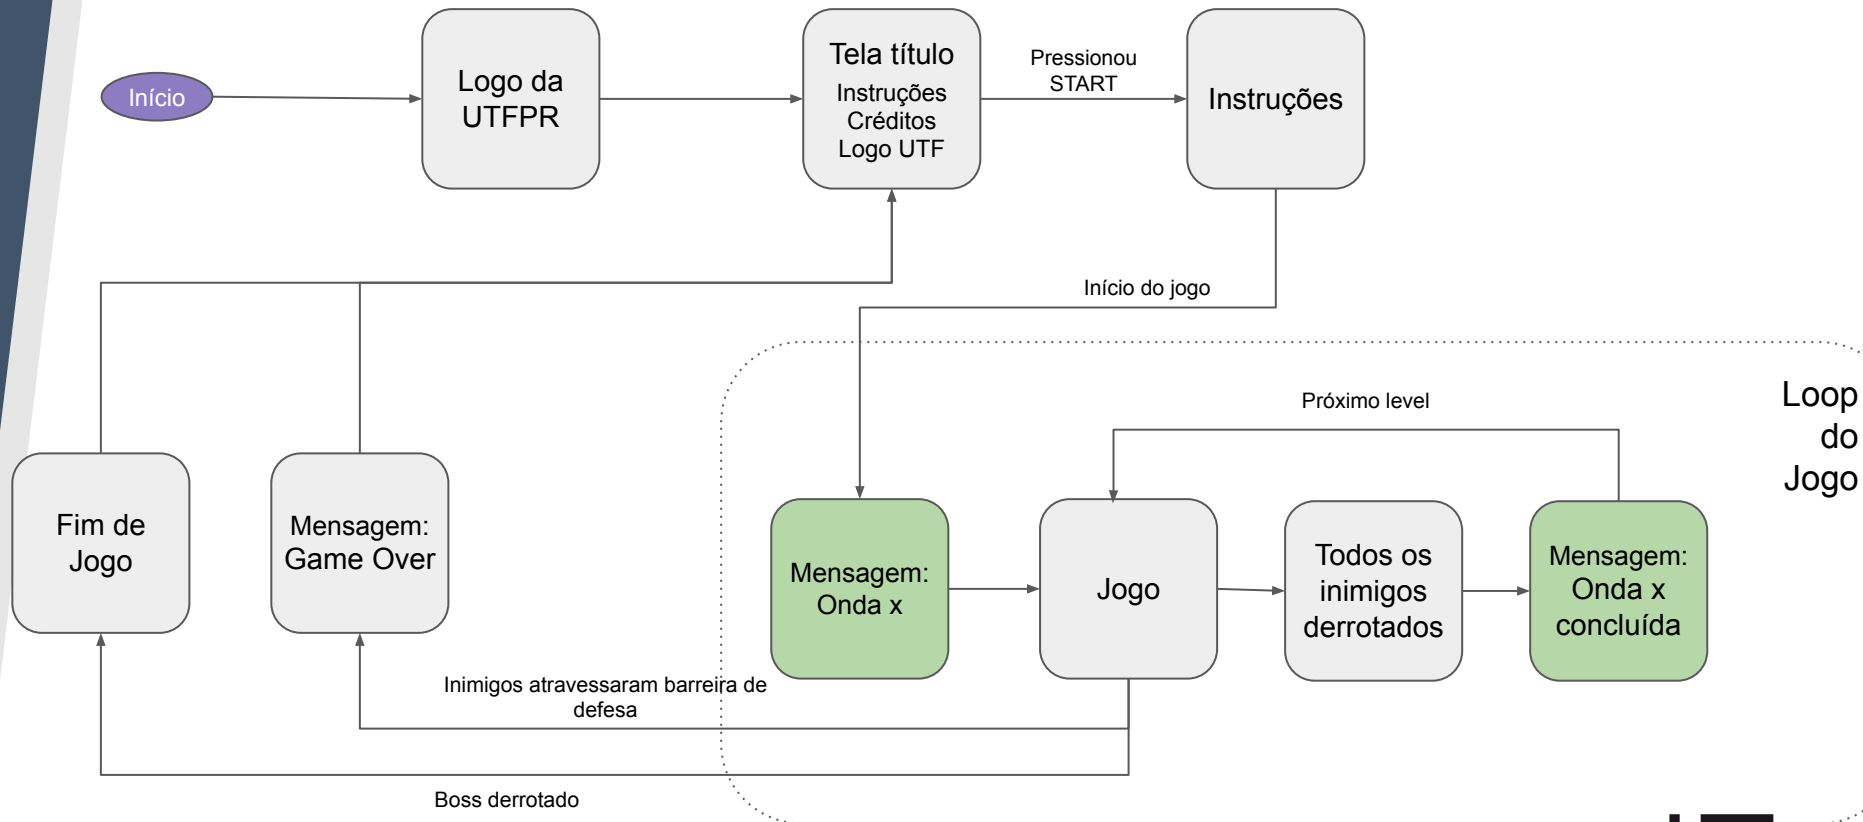 Início
Logo da
UTFPR
Tela título
Instruções
Créditos
Logo UTF
Pressionou
START
Instruções
Início do jogo
Loop
do
Jogo
Próximo level
Fim de
Jogo
Mensagem:
Game Over
Mensagem:
Onda x
Jogo
Todos os
inimigos
derrotados
Mensagem:
Onda x
concluída
Inimigos atravessaram barreira de
defesa
Boss derrotado